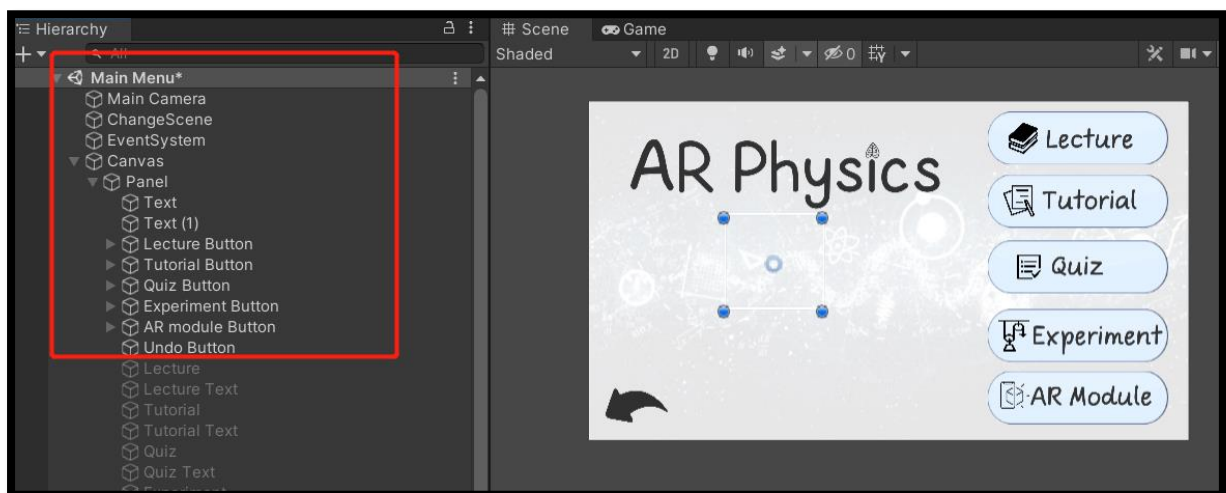 Hierarchy
All
Main Menu*
Main Camera
ChangeScene
EventSystem
Canvas
Panel
Text
Text (1)
Lecture Button
Tutorial Button
Quiz Button
Experiment Button
AR module Button
Undo Button
Lecture
Lecture Text
Tutorial
Tutorial Text
Quiz
Quiz Text
Experiment
Scene Game
Shaded 2D 0
AR Physics
Lecture
Tutorial
Quiz
Experiment
AR Module